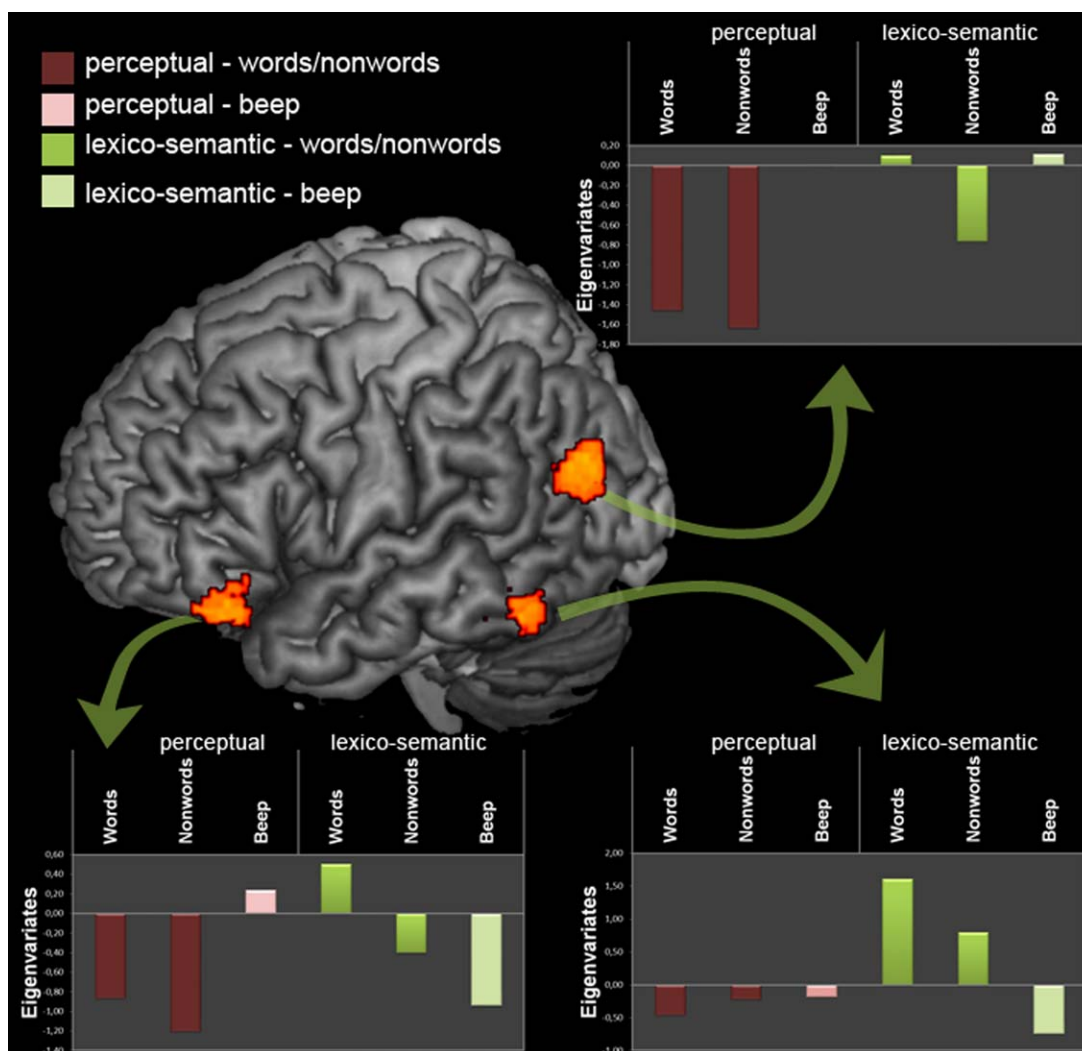 perceptual - words/nonwords
perceptual - beep
lexico-semantic - words/nonwords
lexico-semantic - beep
perceptual lexico-semantic
Words Nonwords Beep Words Nonwords Beep
Eigenvariates
0,20
0,00
-0,20
-0,40
-0,60
-0,80
-1,00
-1,20
-1,40
-1,60
-1,80
perceptual lexico-semantic
Words Nonwords Beep Words Nonwords Beep
Eigenvariates
0,60
0,40
0,20
0,00
-0,20
-0,40
-0,60
-0,80
-1,00
-1,20
-1,40
perceptual lexico-semantic
Words Nonwords Beep Words Nonwords Beep
Eigenvariates
2,00
1,50
1,00
0,50
0,00
-0,50
-1,00